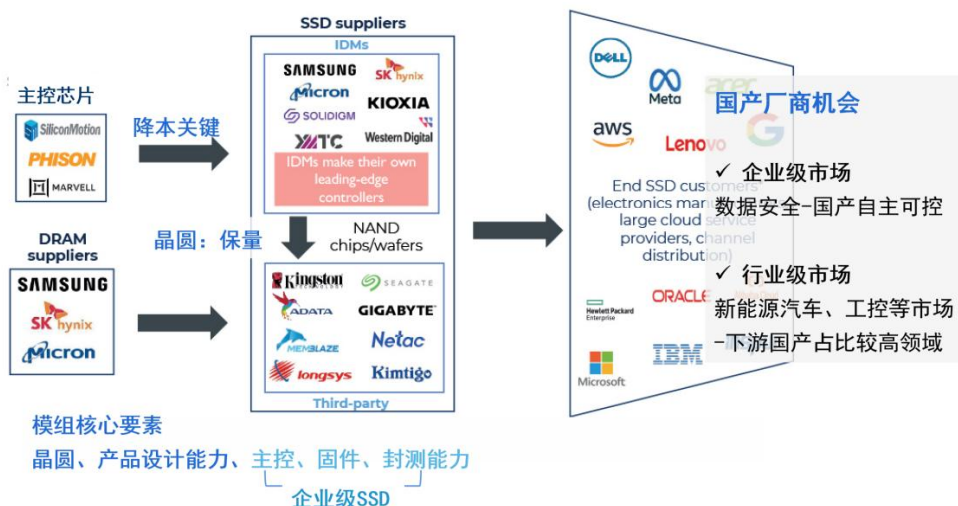 SSD suppliers
IDMs
SAMSUNG
SK hynix
Micron
KIOXIA
SOLIDIGM
YMTC
Western Digital
IDMs make their own
leading-edge
controllers
主控芯片
SiliconMotion
PHISON
MARVELL
降本关键
晶圆：保量
NAND
chips/wafers
DRAM
suppliers
SAMSUNG
SK hynix
Micron
Kingston
TECHNOLOGY
SEAGATE
ADATA
GIGABYTE
MEMBLAZE
Netac
longsys
Kimtigo
Third-party
DELL
Meta
acer
aws
Lenovo
G
End SSD customers*
(electronics
large cloud service
providers, channel
distribution)
Hewlett Packard
Enterprise
ORACLE
Microsoft
IBM
国产厂商机会
✓ 企业级市场
数据安全-国产自主可控
✓ 行业级市场
新能源汽车、工控等市场
-下游国产占比较高领域
模组核心要素
晶圆、产品设计能力、主控、固件、封测能力
企业级SSD